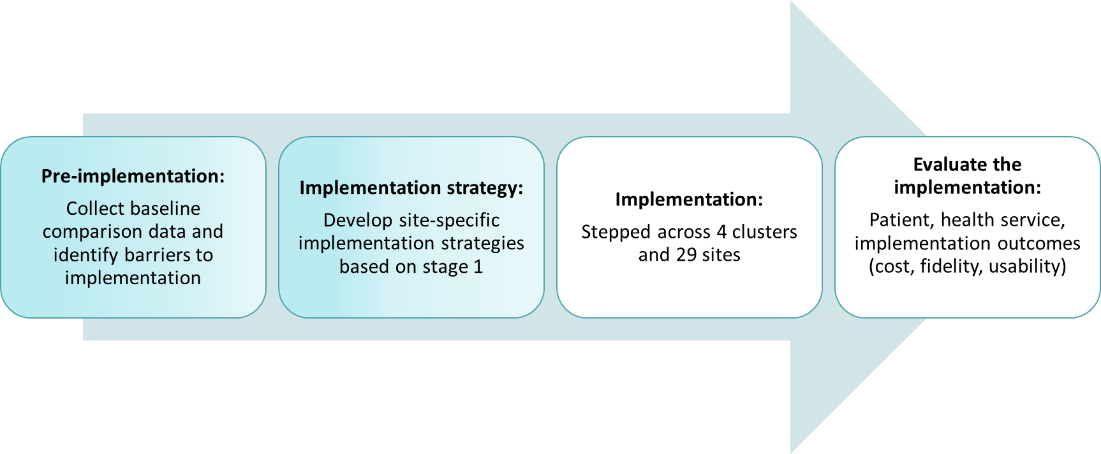 Pre-implementation:
Collect baseline
comparison data and
identify barriers to
implementation
Implementation strategy:
Develop site-specific
implementation strategies
based on stage 1
Implementation:
Stepped across 4 clusters
and 29 sites
Evaluate the
implementation:
Patient, health service,
implementation outcomes
(cost, fidelity, usability)